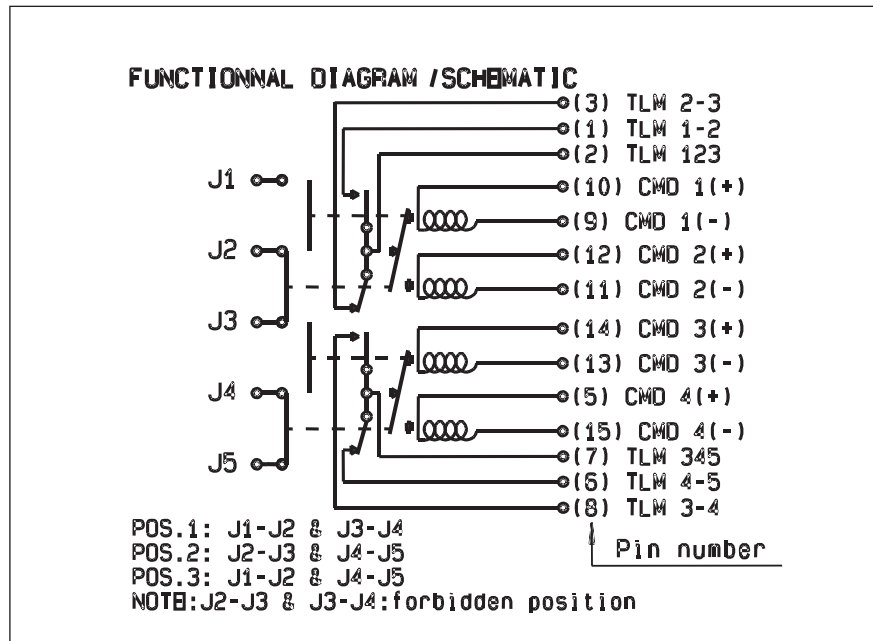 FUNCTIONNAL DIAGRAM /SCHEMATIC
(3) TLM 2-3
(1) TLM 1-2
(2) TLM 123
J1
(10) CMD 1(+)
(9) CMD 1(-)
J2
(12) CMD 2(+)
(11) CMD 2(-)
J3
(14) CMD 3(+)
(13) CMD 3(-)
J4
(5) CMD 4(+)
(15) CMD 4(-)
J5
(7) TLM 345
(6) TLM 4-5
(8) TLM 3-4
POS.1: J1-J2 & J3-J4
POS.2: J2-J3 & J4-J5
POS.3: J1-J2 & J4-J5
NOTE:J2-J3 & J3-J4:forbidden position
Pin number